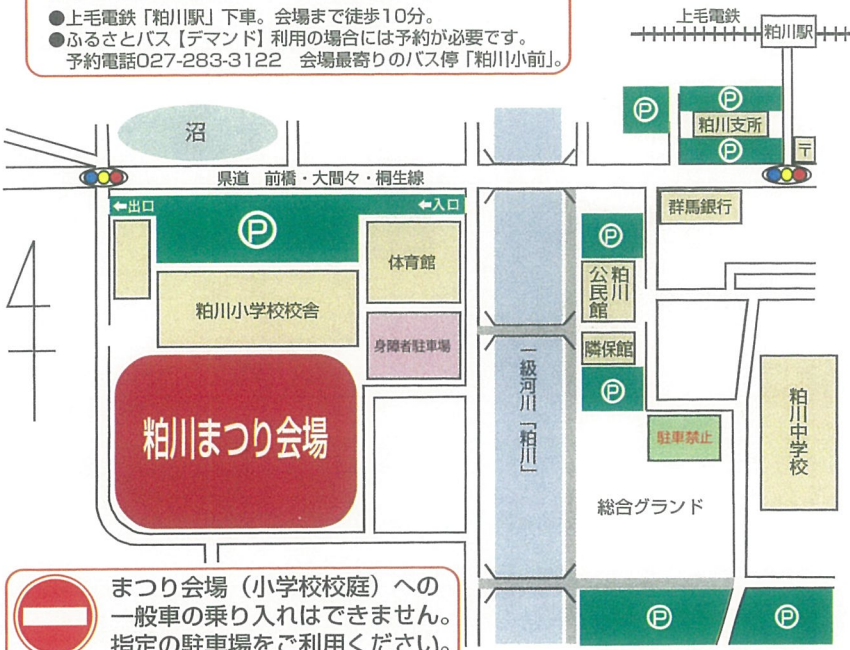 ●上毛電鉄「粕川駅」下車。会場まで徒歩10分。
●ふるさとバス【デマンド】利用の場合には予約が必要です。
予約電話027-283-3122　会場最寄りのバス停「粕川小前」。
上毛電鉄
粕川駅
P
P
粕川支所
P
〒
沼
県道　前橋・大間々・桐生線
←出口
←入口
P
体育館
粕川小学校校舎
身障者駐車場
粕川まつり会場
一級河川「粕川」
群馬銀行
P
粕川公民館
隣保館
P
駐車禁止
粕川中学校
総合グランド
P
P
まつり会場（小学校校庭）への
一般車の乗り入れはできません。
指定の駐車場をご利用ください。